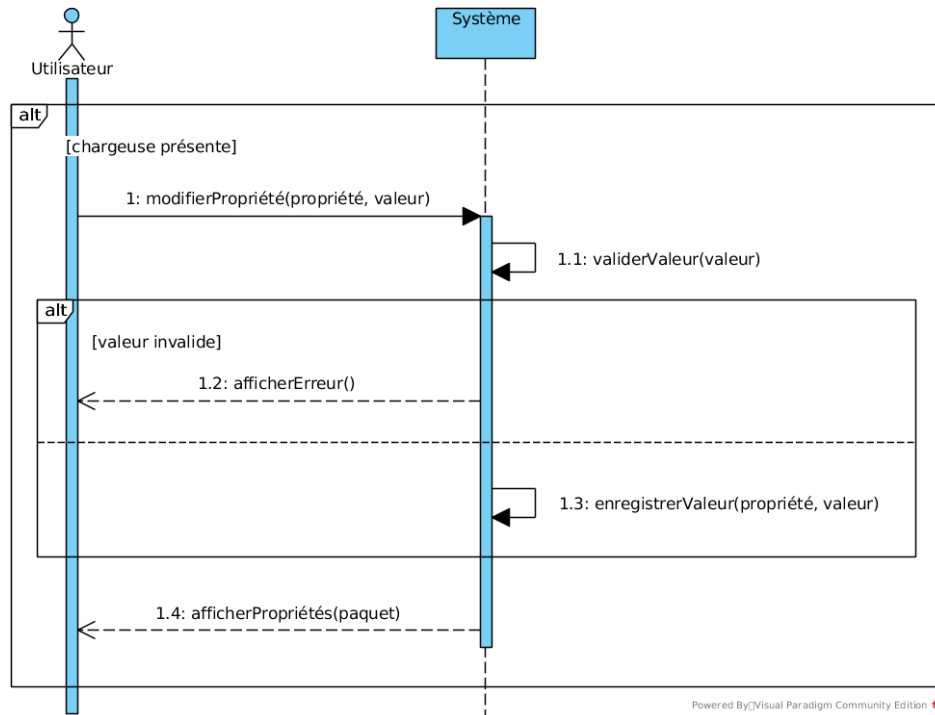 Système
Utilisateur
alt
[chargeuse présente]
1: modifierPropriété(propriété, valeur)
1.1: validerValeur(valeur)
alt
[valeur invalide]
1.2: afficherErreur()
1.3: enregistrerValeur(propriété, valeur)
1.4: afficherPropriétés(paquet)
Powered By Visual Paradigm Community Edition